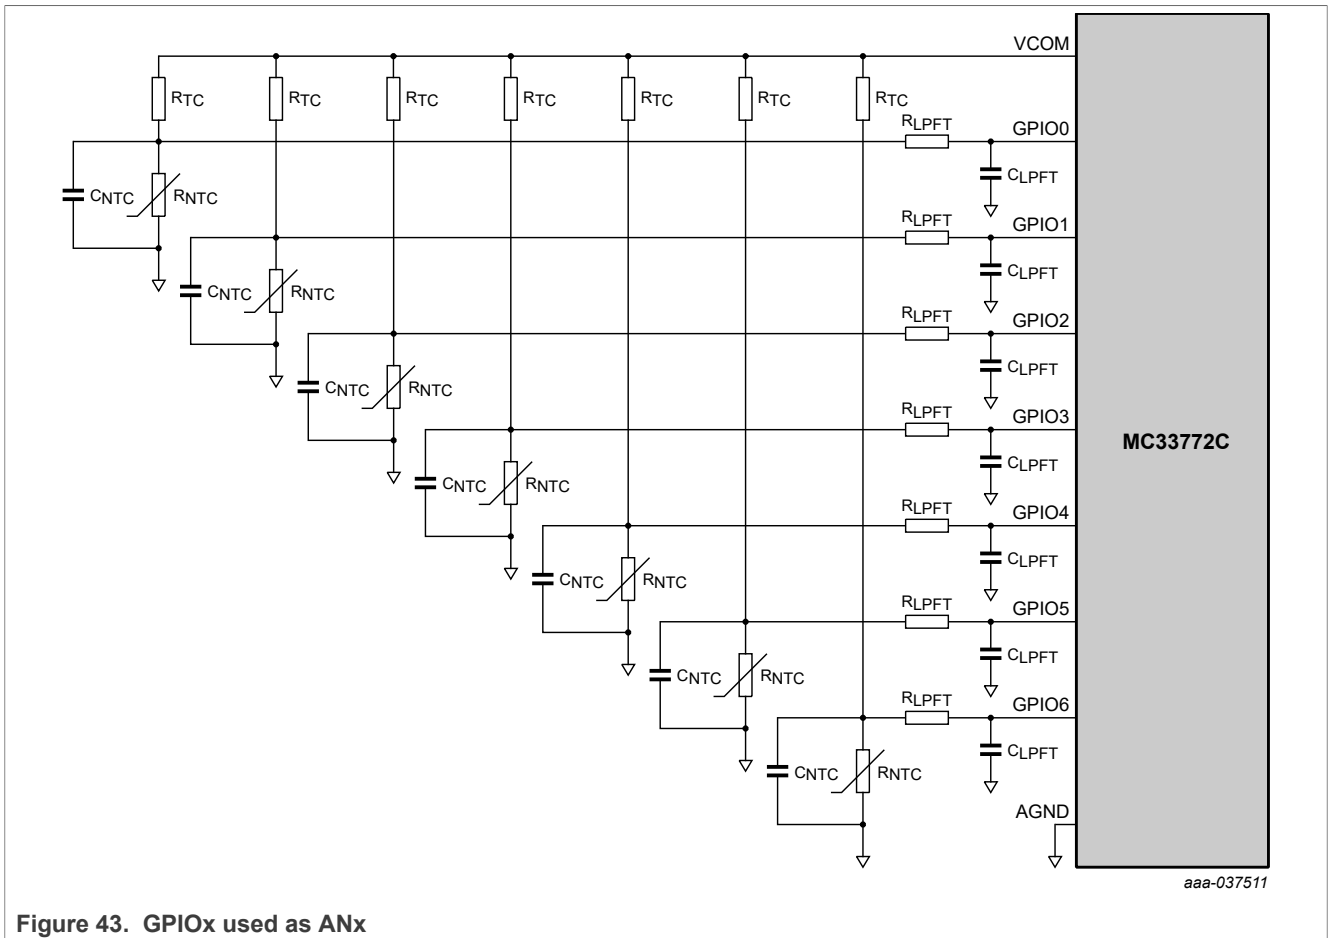 VCOM
RTC RTC RTC RTC RTC RTC RTC
RLPFT GPIO0
CNTC RNTC CLPFT
RLPFT GPIO1
CNTC RNTC CLPFT
RLPFT GPIO2
CNTC RNTC CLPFT
RLPFT GPIO3
MC33772C
CNTC RNTC CLPFT
RLPFT GPIO4
CNTC RNTC CLPFT
RLPFT GPIO5
CNTC RNTC CLPFT
RLPFT GPIO6
CNTC RNTC CLPFT
AGND
aaa-037511
Figure 43. GPIOx used as ANx